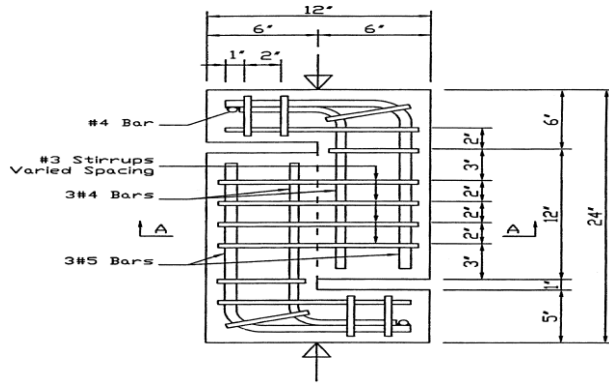 12"
6" 6"
1" 2"
#4 Bar
#3 Stirrups
Varied Spacing
3#4 Bars
A A
3#5 Bars
2"
3"
2"
2"
2"
3"
6"
12"
1"
5"
24"